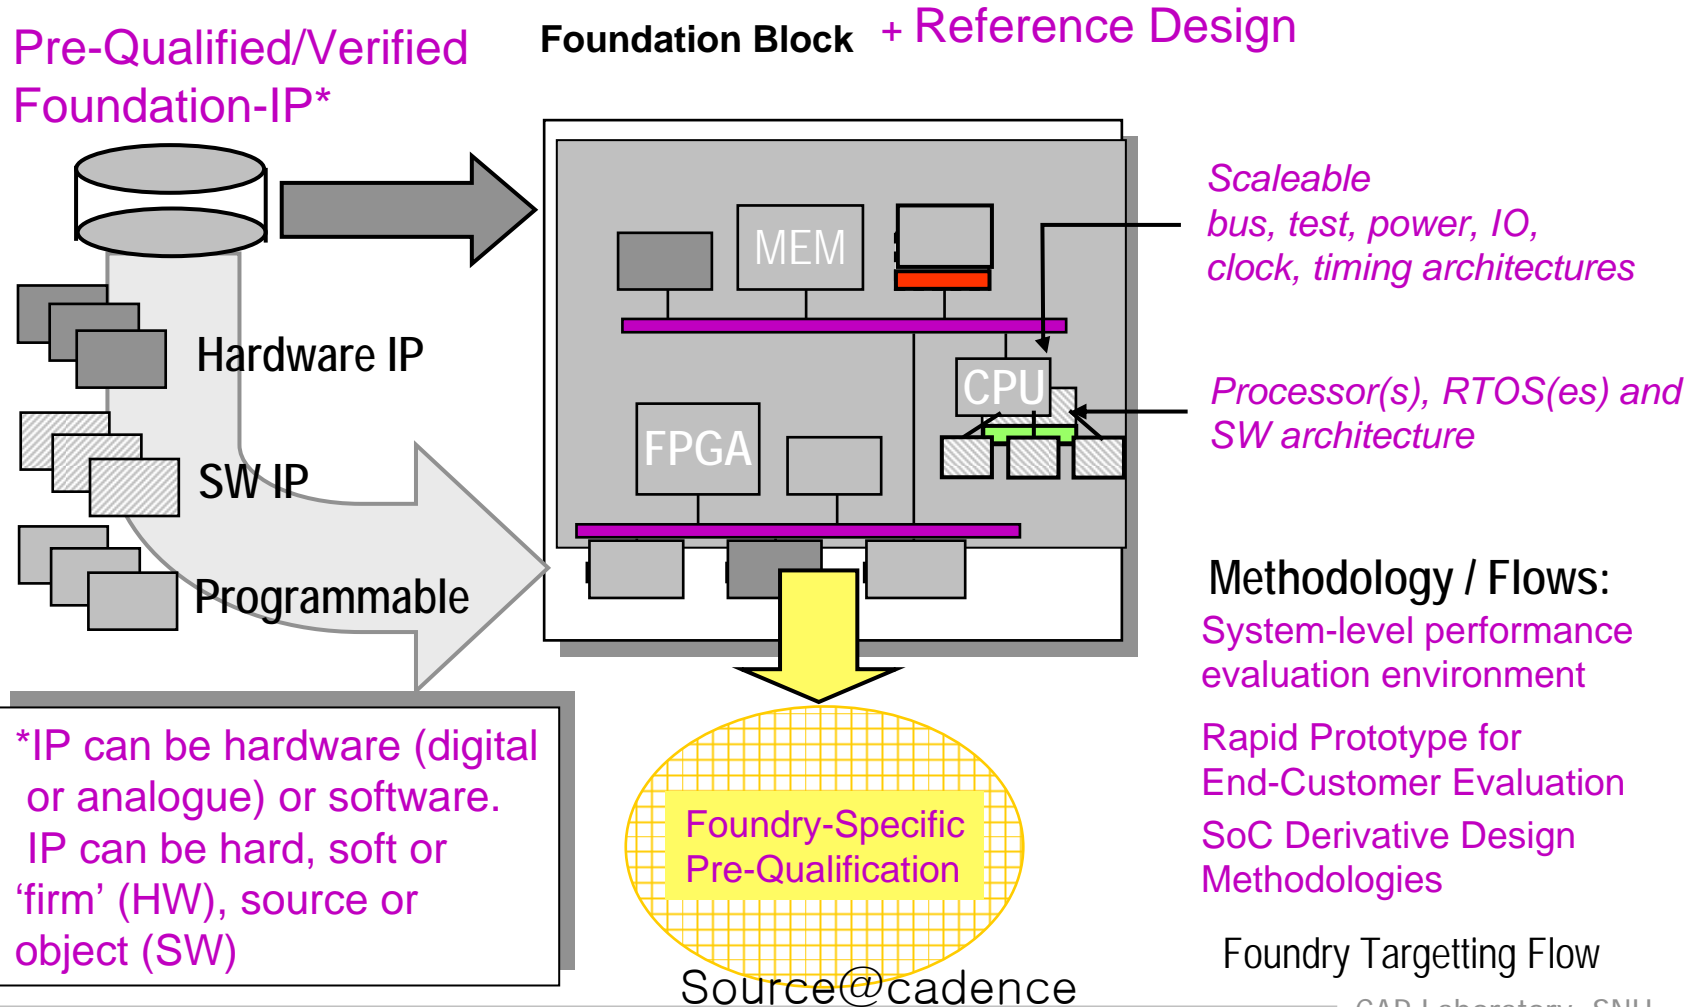 Pre-Qualified/Verified
Foundation-IP*
Foundation Block + Reference Design
MEM
CPU
FPGA
Hardware IP
SW IP
Programmable
Scaleable
bus, test, power, IO,
clock, timing architectures
Processor(s), RTOS(es) and
SW architecture
Methodology / Flows:
System-level performance
evaluation environment
Rapid Prototype for
End-Customer Evaluation
SoC Derivative Design
Methodologies
Foundry Targetting Flow
*IP can be hardware (digital
or analogue) or software.
IP can be hard, soft or
‘firm’ (HW), source or
object (SW)
Foundry-Specific
Pre-Qualification
Source@cadence
CAP Laboratory, SNU